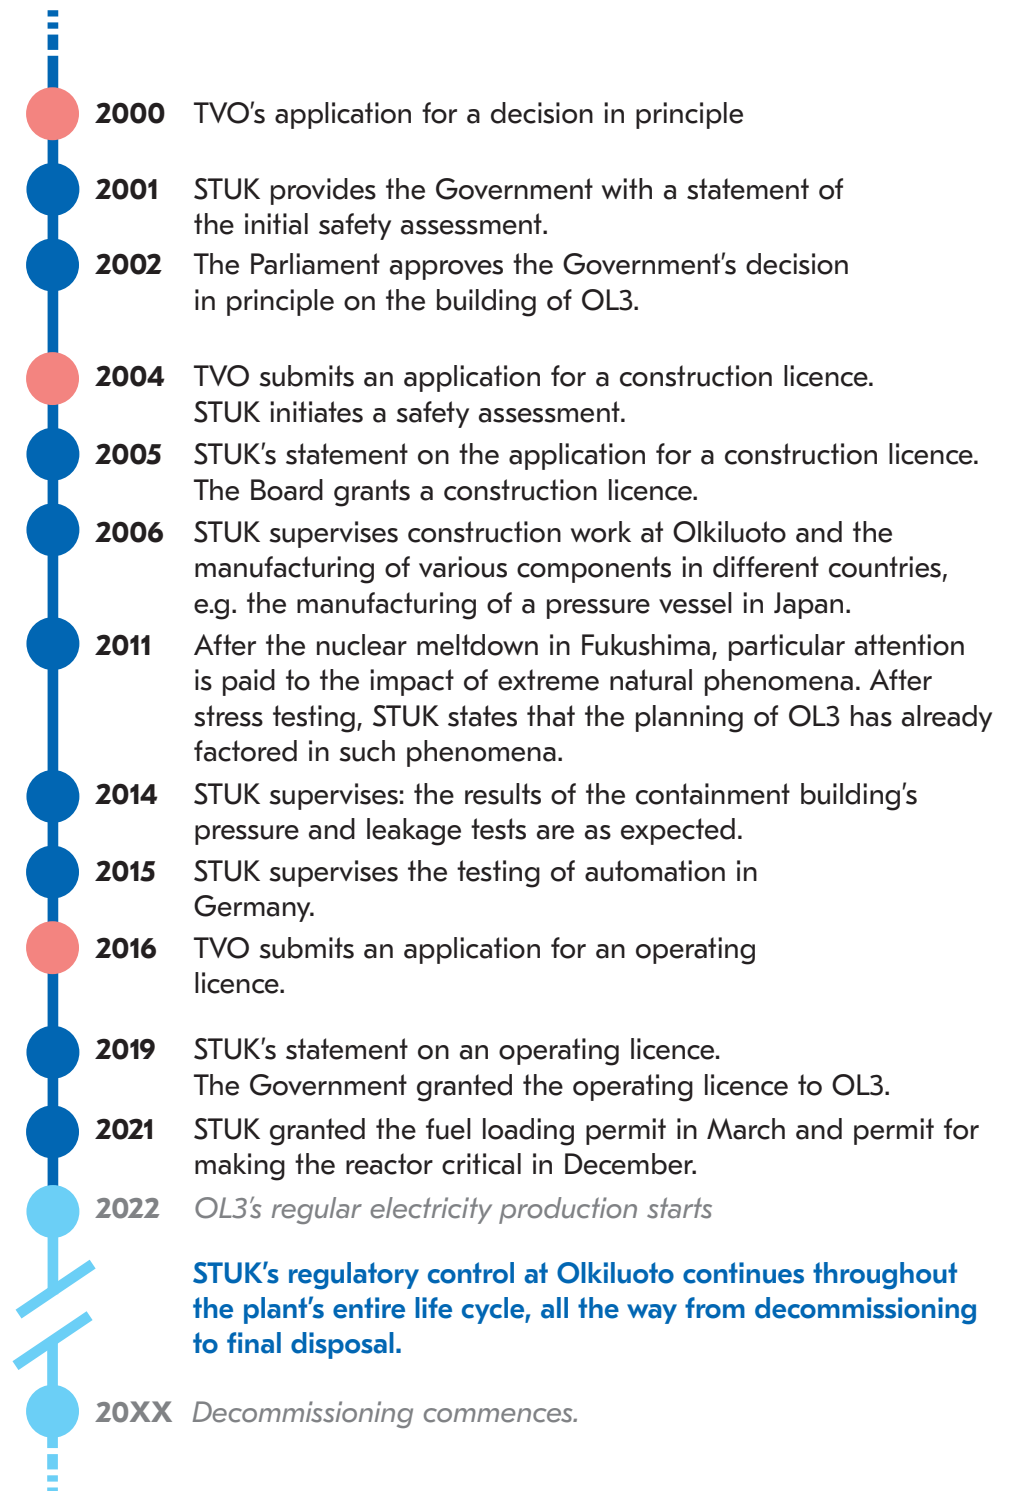 2000 TVO's application for a decision in principle
2001 STUK provides the Government with a statement of
the initial safety assessment.
2002 The Parliament approves the Government's decision
in principle on the building of OL3.
2004 TVO submits an application for a construction licence.
STUK initiates a safety assessment.
2005 STUK's statement on the application for a construction licence.
The Board grants a construction licence.
2006 STUK supervises construction work at Olkiluoto and the
manufacturing of various components in different countries,
e.g. the manufacturing of a pressure vessel in Japan.
2011 After the nuclear meltdown in Fukushima, particular attention
is paid to the impact of extreme natural phenomena. After
stress testing, STUK states that the planning of OL3 has already
factored in such phenomena.
2014 STUK supervises: the results of the containment building's
pressure and leakage tests are as expected.
2015 STUK supervises the testing of automation in
Germany.
2016 TVO submits an application for an operating
licence.
2019 STUK's statement on an operating licence.
The Government granted the operating licence to OL3.
2021 STUK granted the fuel loading permit in March and permit for
making the reactor critical in December.
2022 OL3's regular electricity production starts
STUK's regulatory control at Olkiluoto continues throughout
the plant's entire life cycle, all the way from decommissioning
to final disposal.
20XX Decommissioning commences.